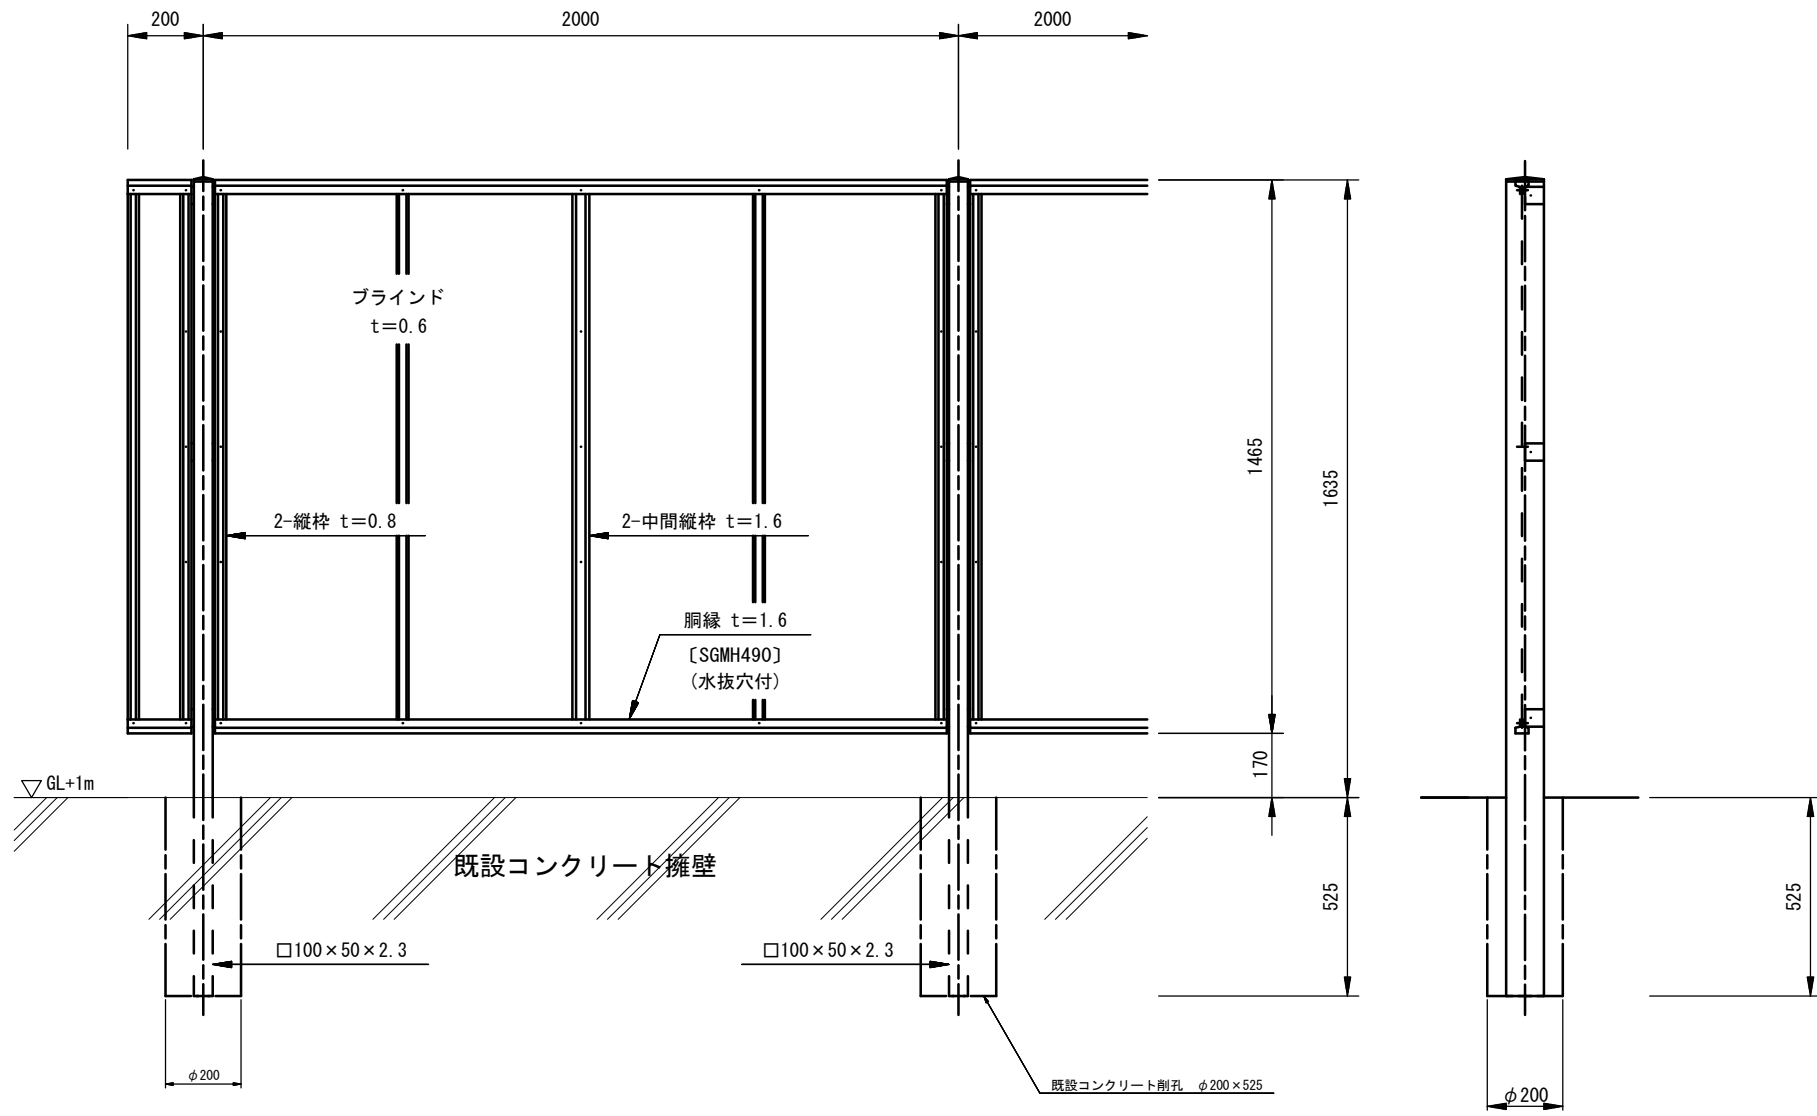 200
2000
2000
ブラインド
t=0.6
1465
1635
2-縦枠 t=0.8
2-中間縦枠 t=1.6
胴縁 t=1.6
〔SGMH490〕
(水抜穴付)
170
GL+1m
既設コンクリート擁壁
525
525
□100×50×2.3
□100×50×2.3
φ200
既設コンクリート削孔 φ200×525
φ200